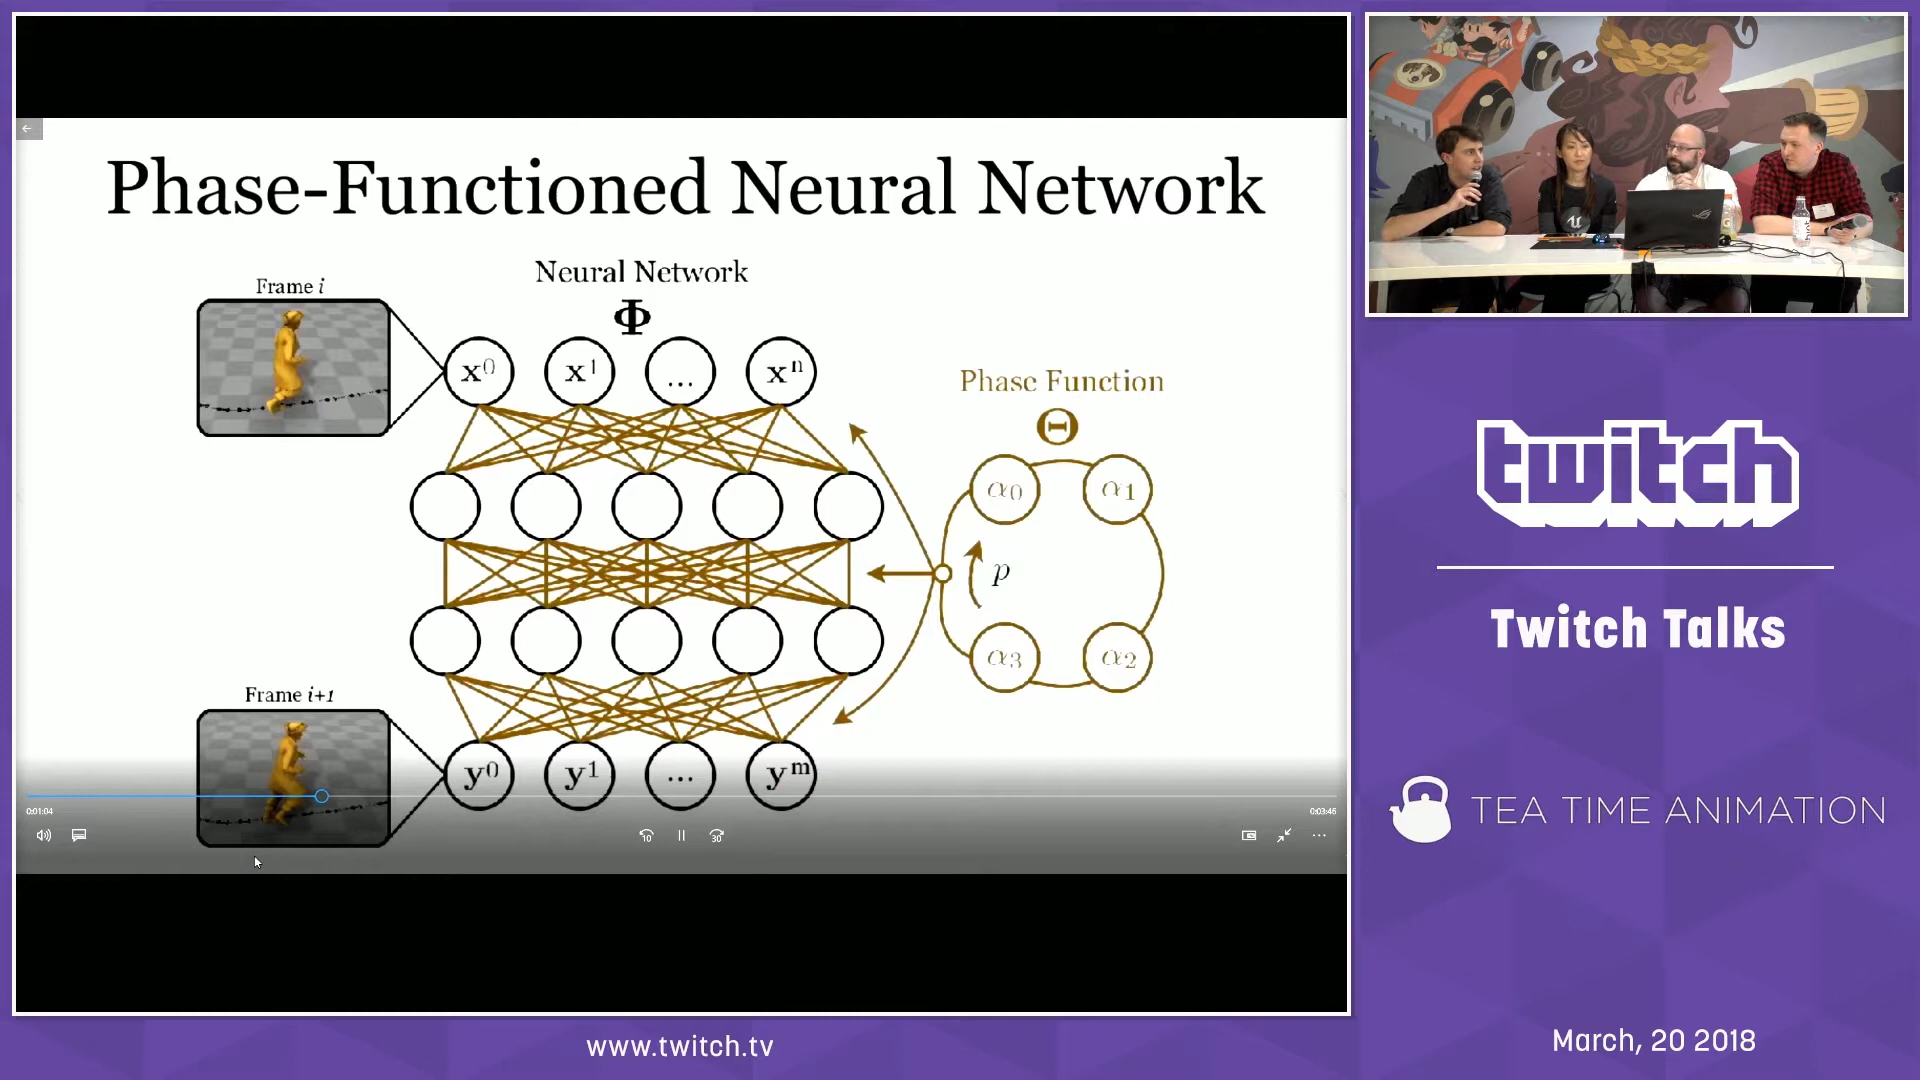 Phase-Functioned Neural Network
Neural Network
Φ
Frame i
x⁰ x¹ ... xⁿ
Phase Function
Θ
α₀ α₁
p
α₃ α₂
Frame i+1
y⁰ y¹ ... yᵐ
0:01:04
0:03:46
10
30
twitch
Twitch Talks
TEA TIME ANIMATION
www.twitch.tv
March, 20 2018